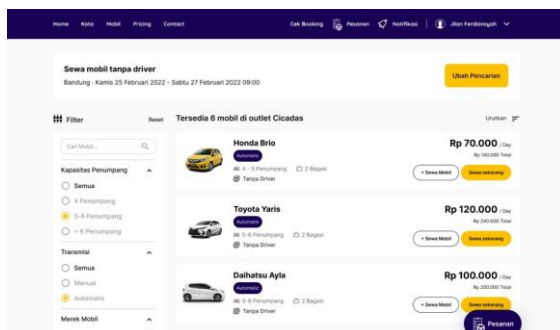 Home Kota Mobil Pricing Contact Cek Booking Pesanan Notifikasi Jilan Ferdiansyah
Sewa mobil tanpa driver
Bandung - Kamis 25 Februari 2022 - Sabtu 27 Februari 2022 09:00
Ubah Pencarian
Filter Reset
Tersedia 6 mobil di outlet Cicadas
Urutkan
Cari Mobil...
Kapasitas Penumpang
Semua
4 Penumpang
5-6 Penumpang
> 6 Penumpang
Transmisi
Semua
Manual
Automatis
Merek Mobil
Honda Brio
Automatic
4 - 5 Penumpang 2 Bagasi
Tanpa Driver
Rp 70.000 / Day
Rp 140.000 Total
+ Sewa Mobil Sewa sekarang
Toyota Yaris
Automatic
5-6 Penumpang 2 Bagasi
Tanpa Driver
Rp 120.000 / Day
Rp 240.000 Total
+ Sewa Mobil Sewa sekarang
Daihatsu Ayla
Automatic
5-6 Penumpang 2 Bagasi
Tanpa Driver
Rp 100.000 / Day
Rp 200.000 Total
+ Sewa Mobil Sewa sekarang
Pesanan